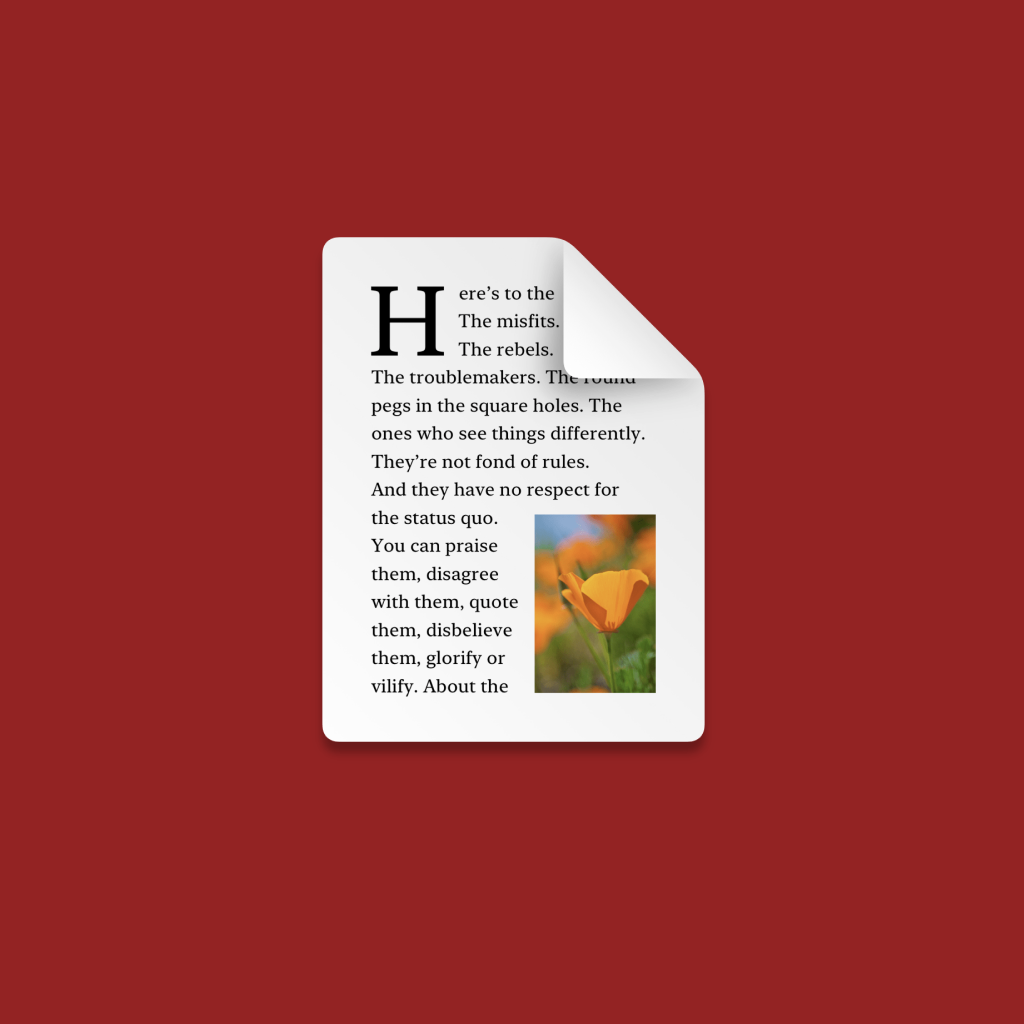 Here’s to the
The misfits.
The rebels.
The troublemakers. The round
pegs in the square holes. The
ones who see things differently.
They’re not fond of rules.
And they have no respect for
the status quo.
You can praise
them, disagree
with them, quote
them, disbelieve
them, glorify or
vilify. About the